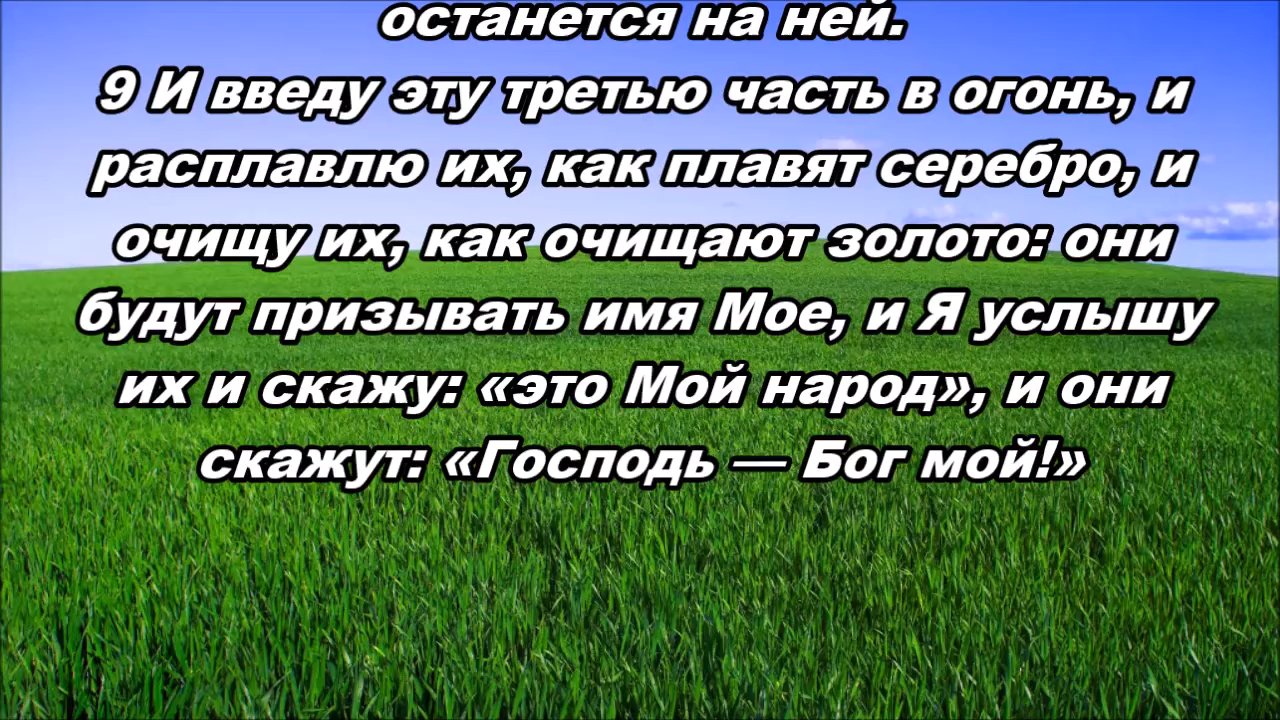 останется на ней.
9 И введу эту третью часть в огонь, и
расплавлю их, как плавят серебро, и
очищу их, как очищают золото: они
будут призывать имя Мое, и Я услышу
их и скажу: «это Мой народ», и они
скажут: «Господь — Бог мой!»